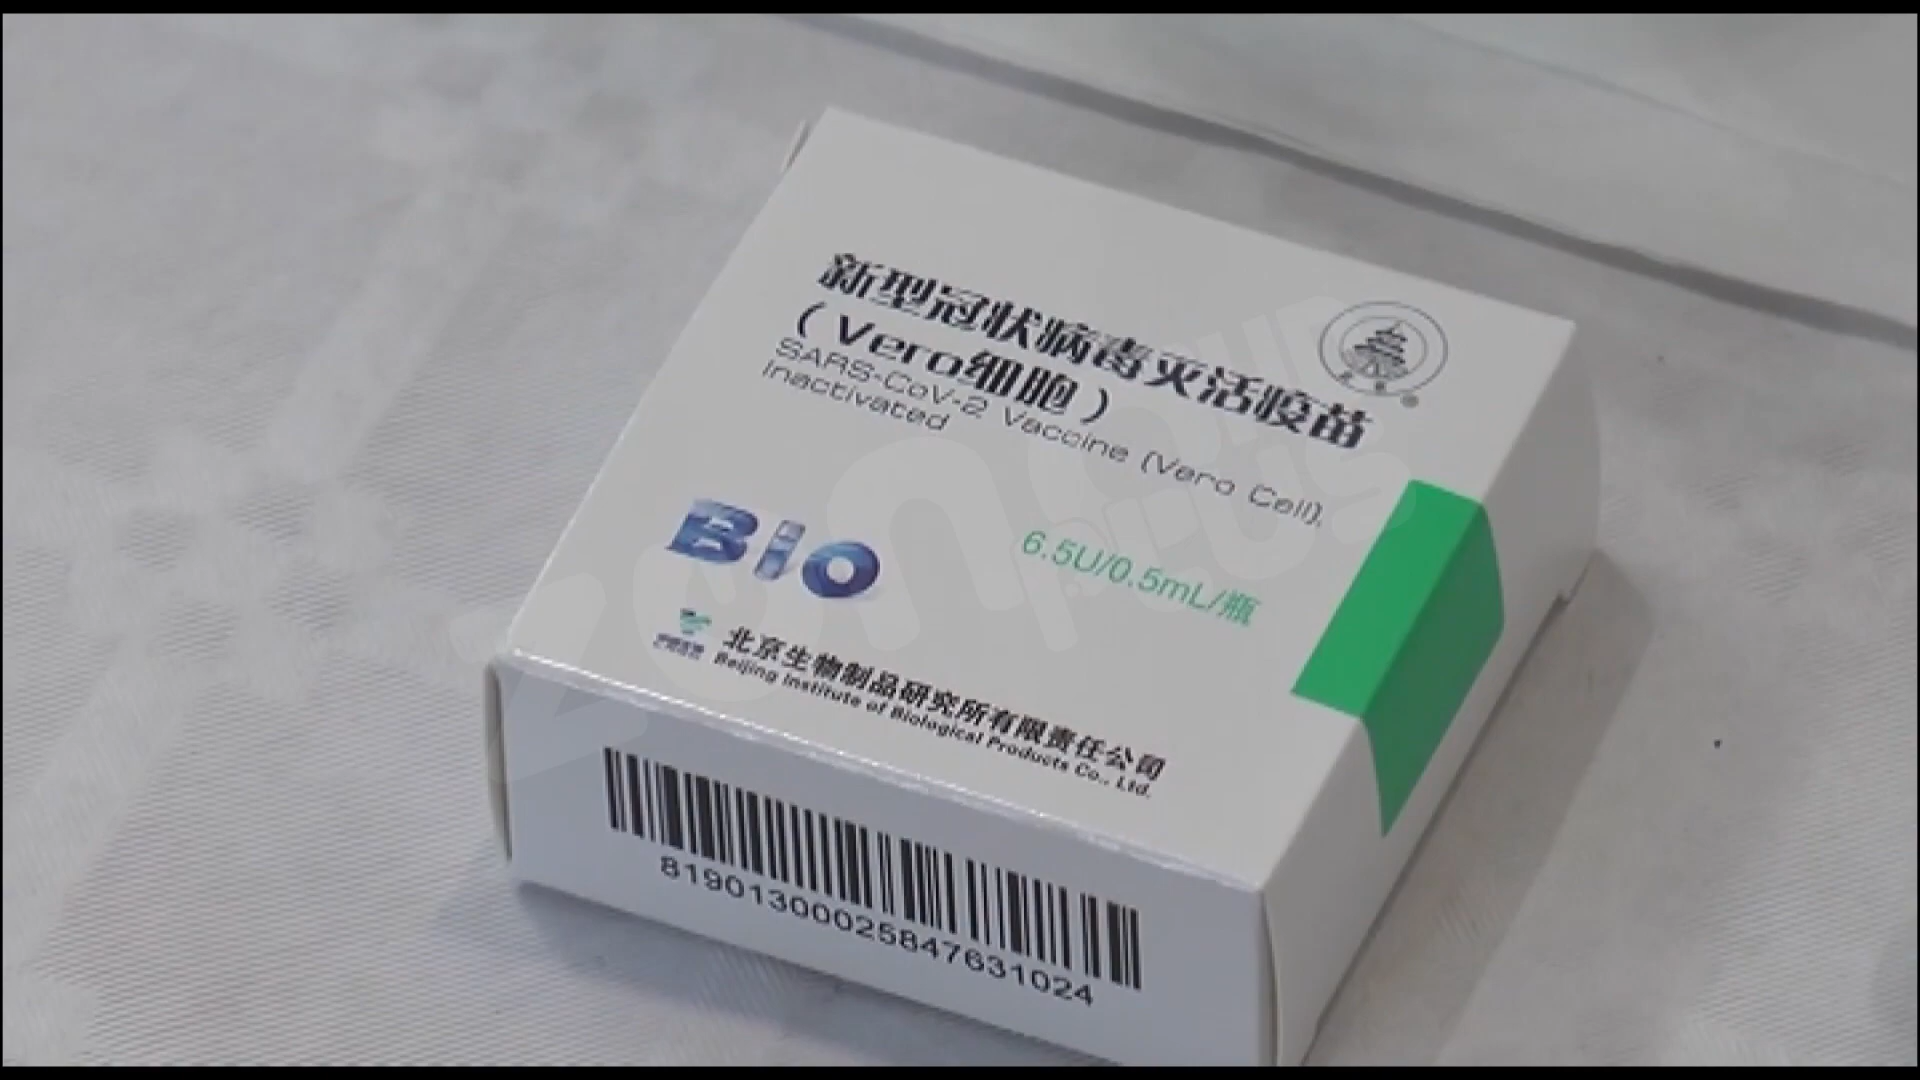 新型冠状病毒灭活疫苗
（Vero细胞）
SARS-CoV-2 Vaccine (Vero Cell),
Inactivated
BIO
6.5U/0.5mL/瓶
北京生物制品研究所有限责任公司
Beijing Institute of Biological Products Co., Ltd.
81901300025847631024